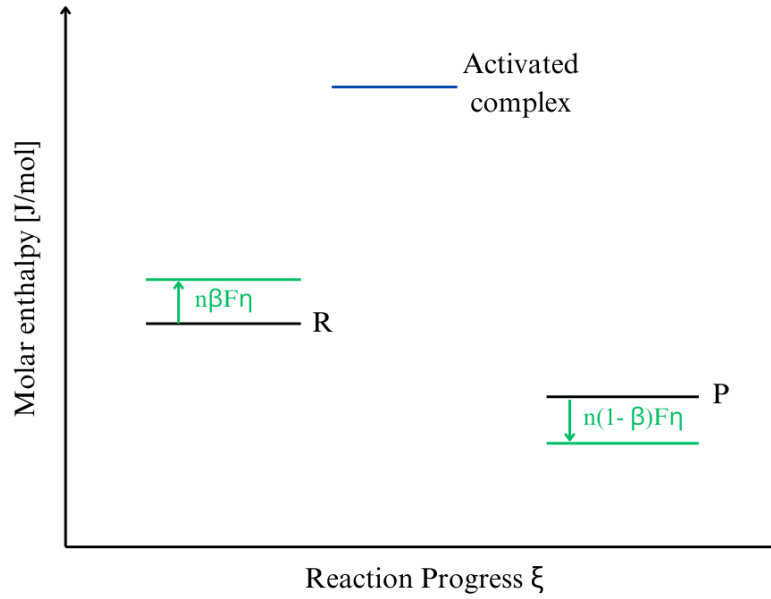 Activated
complex
Molar enthalpy [J/mol]
nβFη
R
P
n(1- β)Fη
Reaction Progress ξ